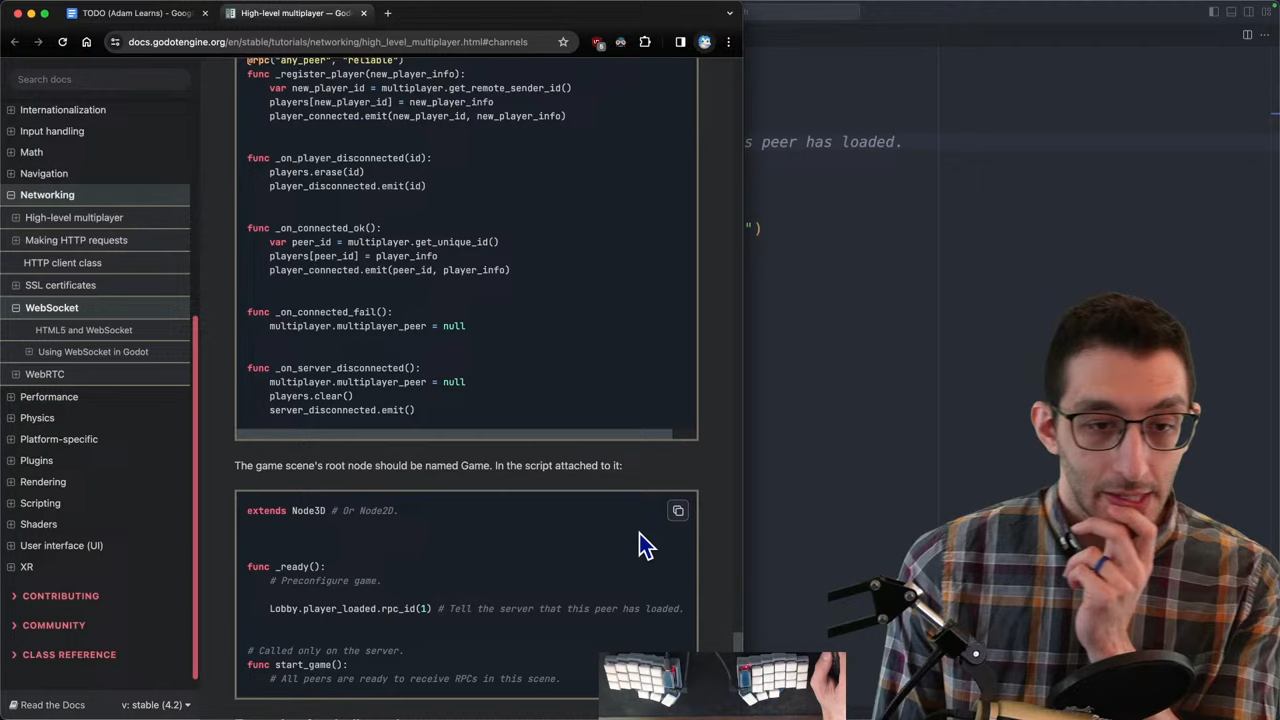 TODO (Adam Learns) - Goog
High-level multiplayer — God
docs.godotengine.org/en/stable/tutorials/networking/high_level_multiplayer.html#channels
Search docs
Internationalization
Input handling
Math
Navigation
Networking
High-level multiplayer
Making HTTP requests
HTTP client class
SSL certificates
WebSocket
HTML5 and WebSocket
Using WebSocket in Godot
WebRTC
Performance
Physics
Platform-specific
Plugins
Rendering
Scripting
Shaders
User interface (UI)
XR
CONTRIBUTING
COMMUNITY
CLASS REFERENCE
Read the Docs
v: stable (4.2)
@rpc("any_peer", "reliable")
func _register_player(new_player_info):
var new_player_id = multiplayer.get_remote_sender_id()
players[new_player_id] = new_player_info
player_connected.emit(new_player_id, new_player_info)
func _on_player_disconnected(id):
players.erase(id)
player_disconnected.emit(id)
func _on_connected_ok():
var peer_id = multiplayer.get_unique_id()
players[peer_id] = player_info
player_connected.emit(peer_id, player_info)
func _on_connected_fail():
multiplayer.multiplayer_peer = null
func _on_server_disconnected():
multiplayer.multiplayer_peer = null
players.clear()
server_disconnected.emit()
The game scene's root node should be named Game. In the script attached to it:
extends Node3D # Or Node2D.
func _ready():
# Preconfigure game.
Lobby.player_loaded.rpc_id(1) # Tell the server that this peer has loaded.
# Called only on the server.
func start_game():
# All peers are ready to receive RPCs in this scene.
s peer has loaded.
")